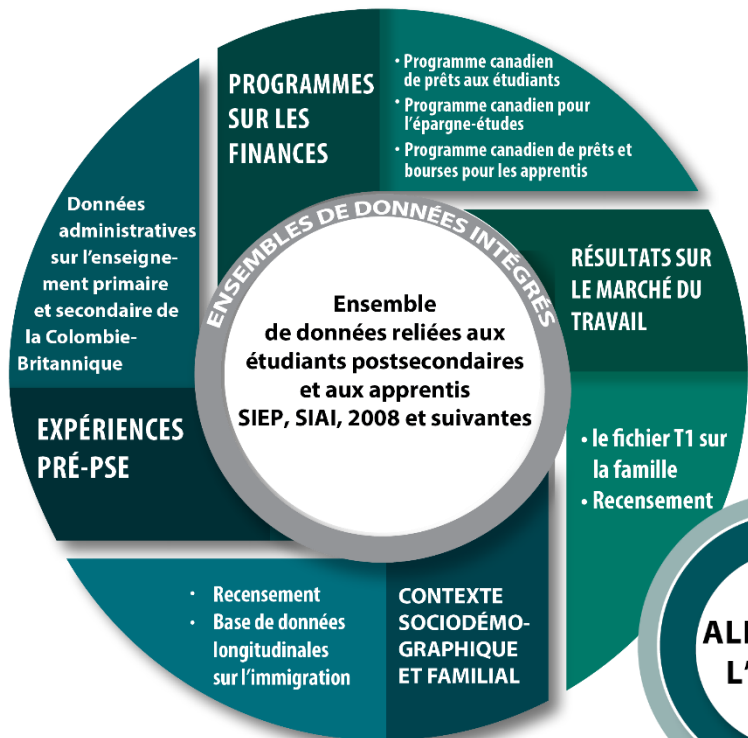 PROGRAMMES
SUR LES
FINANCES
• Programme canadien
de prêts aux étudiants
• Programme canadien pour
l'épargne-études
• Programme canadien de prêts et
bourses pour les apprentis
Données
administratives
sur l'enseigne-
ment primaire
et secondaire de
la Colombie-
Britannique
EXPÉRIENCES
PRÉ-PSE
ENSEMBLES DE DONNÉES INTÉGRÉS
Ensemble
de données reliées aux
étudiants postsecondaires
et aux apprentis
SIEP, SIAI, 2008 et suivantes
RÉSULTATS SUR
LE MARCHÉ DU
TRAVAIL
• le fichier T1 sur
la famille
• Recensement
• Recensement
• Base de données
longitudinales
sur l'immigration
CONTEXTE
SOCIODÉMO-
GRAPHIQUE
ET FAMILIAL